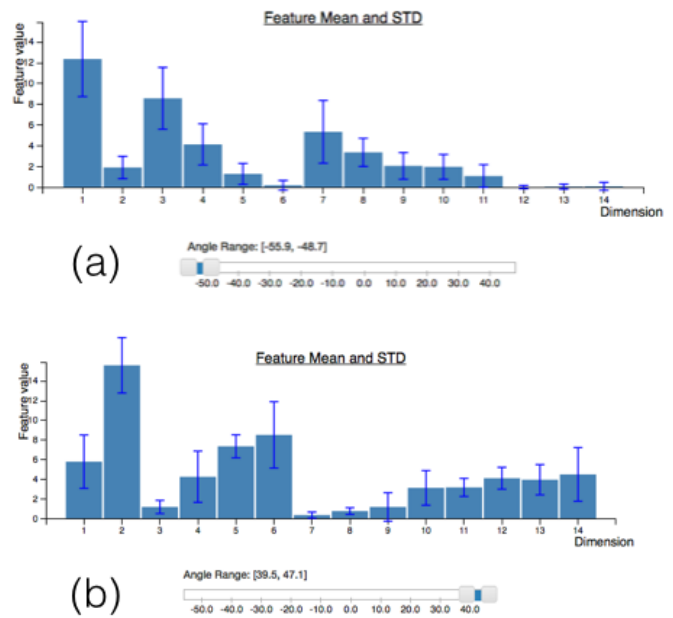 Feature Mean and STD
Feature value
14
12
10
8
6
4
2
0
1 2 3 4 5 6 7 8 9 10 11 12 13 14
Dimension
(a)
Angle Range: [-55.9, -48.7]
-50.0 -40.0 -30.0 -20.0 -10.0 0.0 10.0 20.0 30.0 40.0
Feature Mean and STD
Feature value
14
12
10
8
6
4
2
0
1 2 3 4 5 6 7 8 9 10 11 12 13 14
Dimension
(b)
Angle Range: [39.5, 47.1]
-50.0 -40.0 -30.0 -20.0 -10.0 0.0 10.0 20.0 30.0 40.0